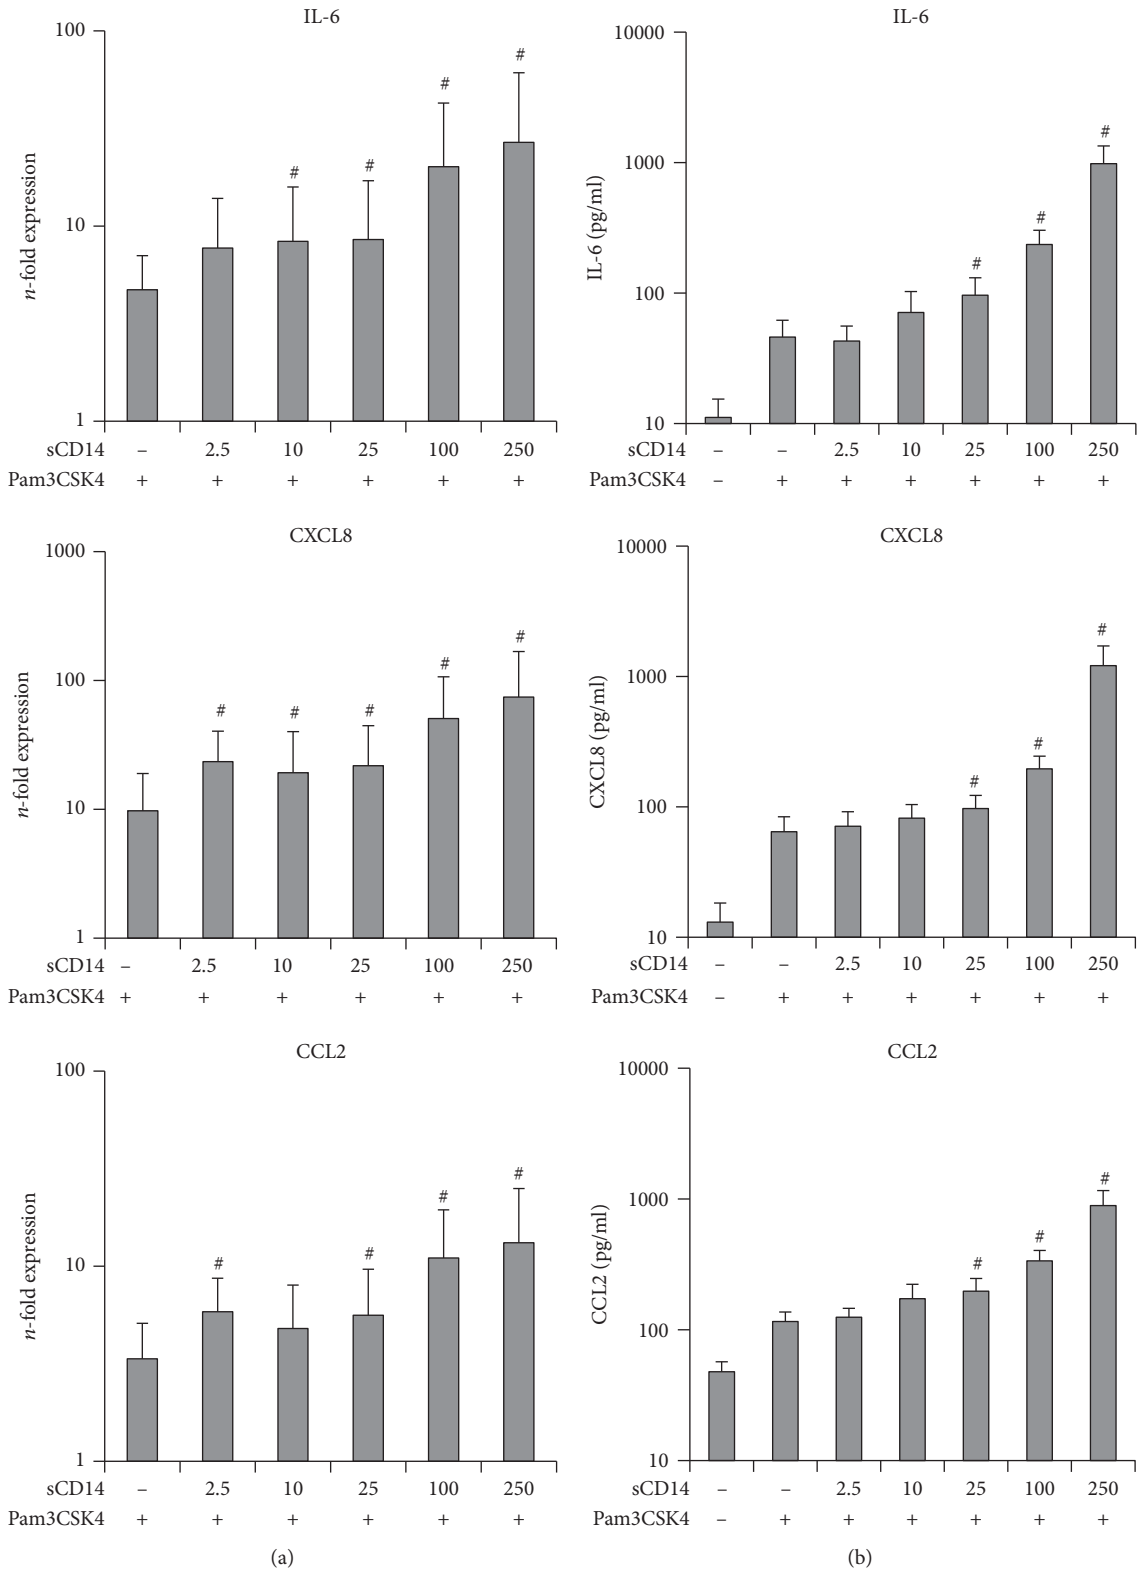 IL-6
100
10
1
n-fold expression
# # # #
sCD14 – 2.5 10 25 100 250
Pam3CSK4 + + + + + +
IL-6
10000
1000
100
10
IL-6 (pg/ml)
# # #
sCD14 – – 2.5 10 25 100 250
Pam3CSK4 – + + + + + +
CXCL8
1000
100
10
1
n-fold expression
# # # # #
sCD14 – 2.5 10 25 100 250
Pam3CSK4 + + + + + +
CXCL8
10000
1000
100
10
CXCL8 (pg/ml)
# # #
sCD14 – – 2.5 10 25 100 250
Pam3CSK4 – + + + + + +
CCL2
100
10
1
n-fold expression
# # # #
sCD14 – 2.5 10 25 100 250
Pam3CSK4 + + + + + +
(a)
CCL2
10000
1000
100
10
CCL2 (pg/ml)
# # #
sCD14 – – 2.5 10 25 100 250
Pam3CSK4 – + + + + + +
(b)